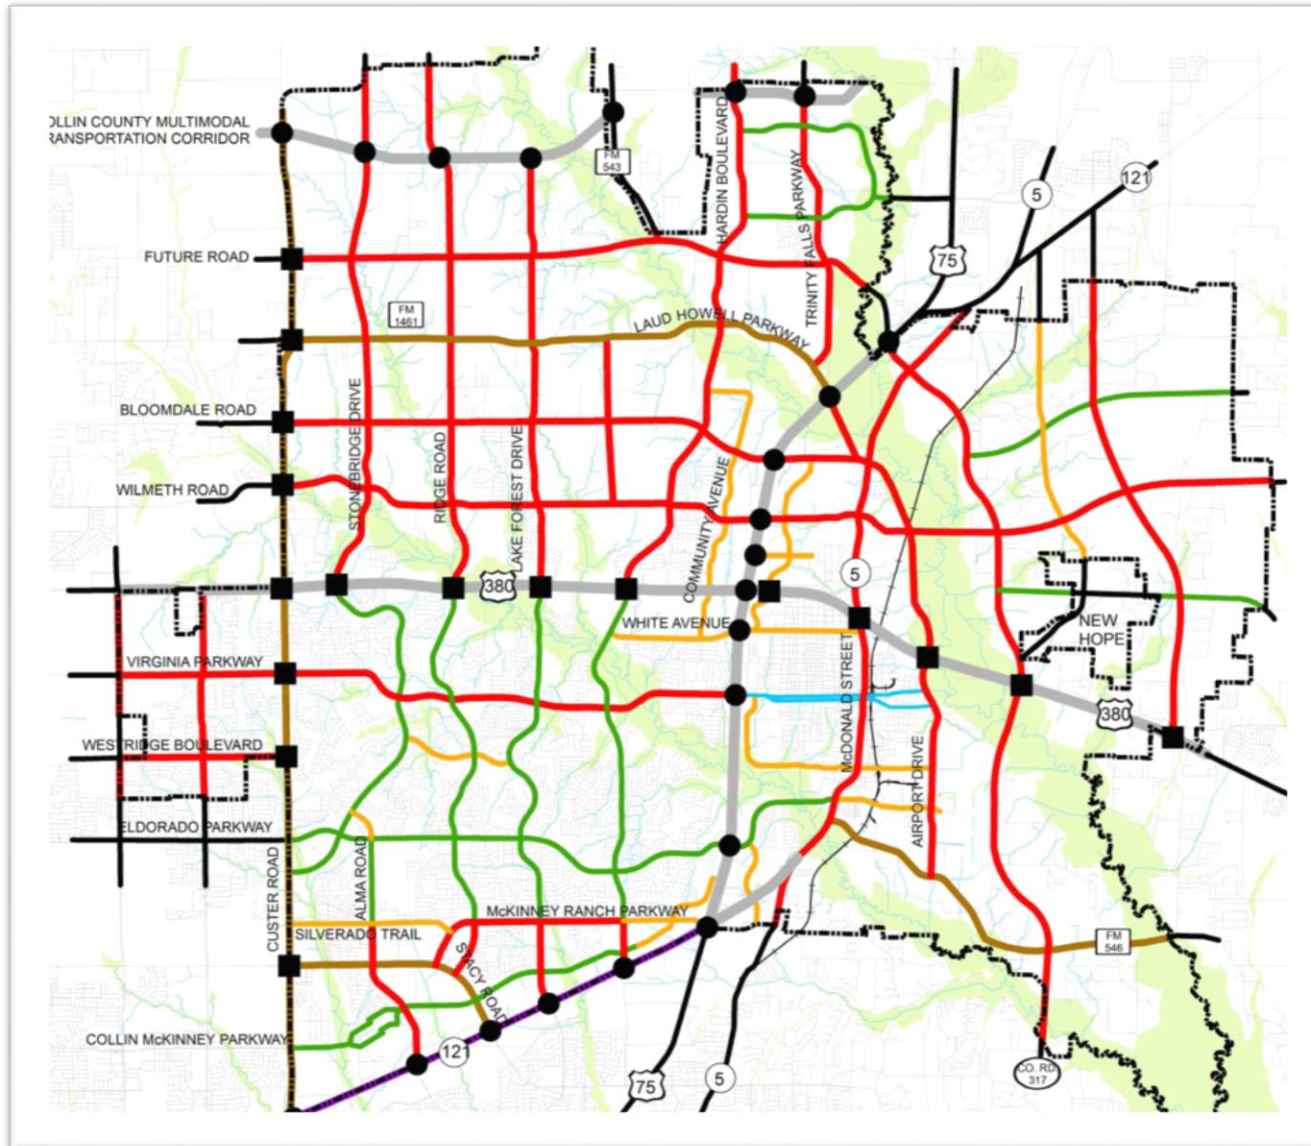 OLLIN COUNTY MULTIMODAL
RANSPORTATION CORRIDOR
FM
543
HARDIN BOULEVARD
TRINITY FALLS PARKWAY
5
121
75
FUTURE ROAD
FM
1461
LAUD HOWELL PARKWAY
BLOOMDALE ROAD
STONEBRIDGE DRIVE
RIDGE ROAD
LAKE FOREST DRIVE
COMMUNITY AVENUE
WILMETH ROAD
380
5
WHITE AVENUE
NEW
HOPE
VIRGINIA PARKWAY
McDONALD STREET
380
WESTRIDGE BOULEVARD
AIRPORT DRIVE
ELDORADO PARKWAY
CUSTER ROAD
ALMA ROAD
McKINNEY RANCH PARKWAY
SILVERADO TRAIL
STACY ROAD
FM
546
COLLIN McKINNEY PARKWAY
121
75
5
CO. RD.
317